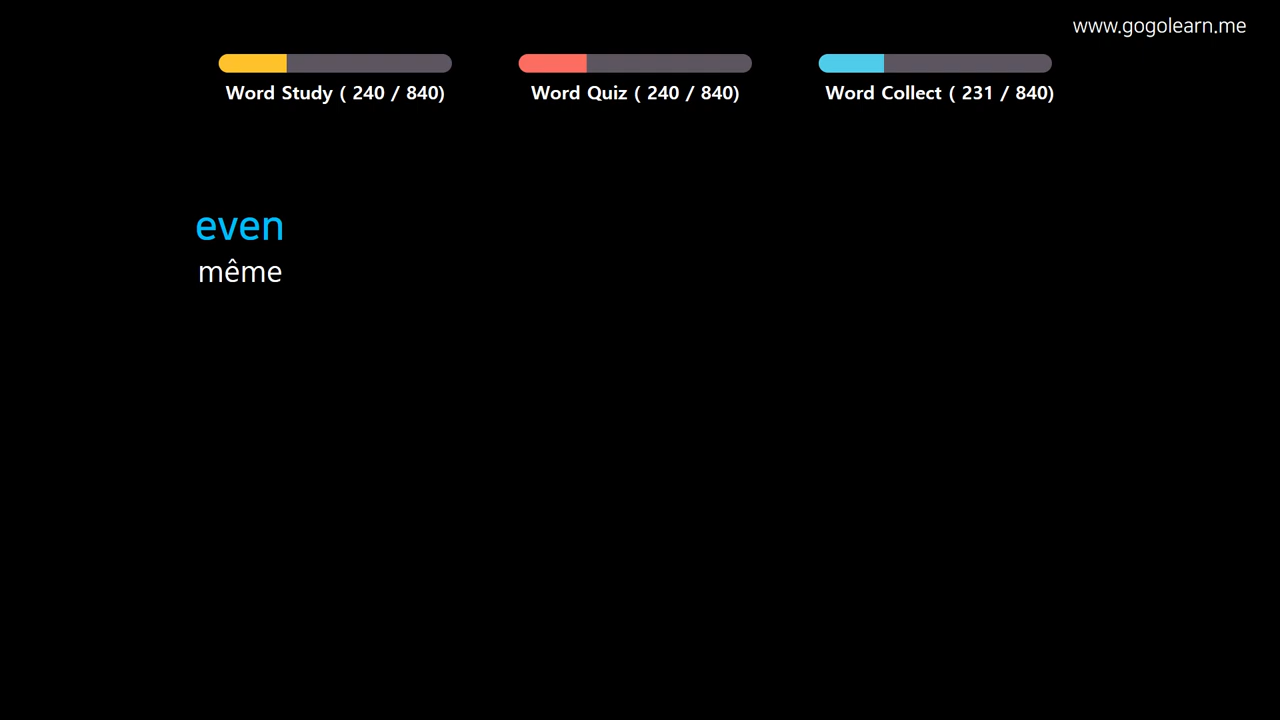 www.gogolearn.me
Word Study ( 240 / 840)
Word Quiz ( 240 / 840)
Word Collect ( 231 / 840)
even
même